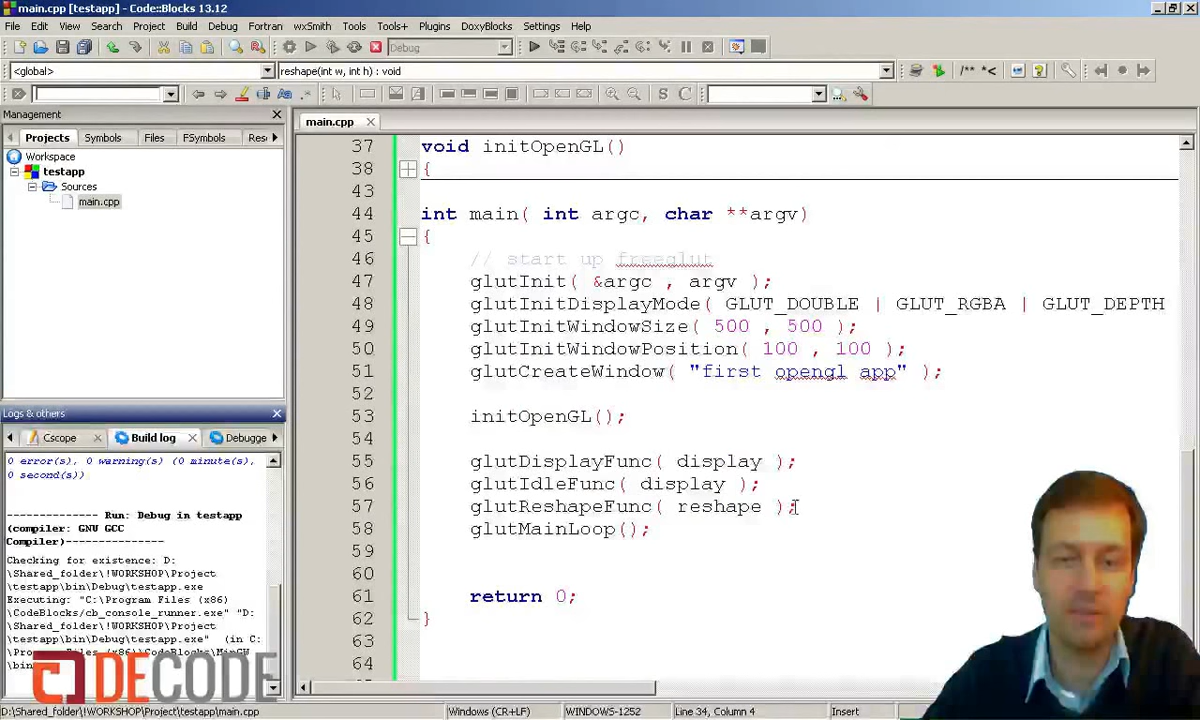 main.cpp [testapp] - Code::Blocks 13.12
File Edit View Search Project Build Debug Fortran wxSmith Tools Tools+ Plugins DoxyBlocks Settings Help
Debug
<global>
reshape(int w, int h) : void
/** *<
S C
Management
Projects Symbols Files FSymbols Res
Workspace
testapp
Sources
main.cpp
main.cpp
37 void initOpenGL()
38 {
43
44 int main( int argc, char **argv)
45 {
46 // start up freeglut
47 glutInit( &argc , argv );
48 glutInitDisplayMode( GLUT_DOUBLE | GLUT_RGBA | GLUT_DEPTH
49 glutInitWindowSize( 500 , 500 );
50 glutInitWindowPosition( 100 , 100 );
51 glutCreateWindow( "first opengl app" );
52
53 initOpenGL();
54
55 glutDisplayFunc( display );
56 glutIdleFunc( display );
57 glutReshapeFunc( reshape );
58 glutMainLoop();
59
60
61 return 0;
62 }
63
64
Logs & others
Cscope Build log Debugge
0 error(s), 0 warning(s) (0 minute(s),
0 second(s))
------------- Run: Debug in testapp
(compiler: GNU GCC
Compiler)---------------
Checking for existence: D:
\Shared_folder\!WORKSHOP\Project
\testapp\bin\Debug\testapp.exe
Executing: "C:\Program Files (x86)
\CodeBlocks/cb_console_runner.exe" "D:
\Shared_folder\!WORKSHOP\Project
\testapp\bin\Debug\testapp.exe" (in C:
DECODE
D:\Shared_folder\!WORKSHOP\Project\testapp\main.cpp
Windows (CR+LF)
WINDOWS-1252
Line 34, Column 4
Insert